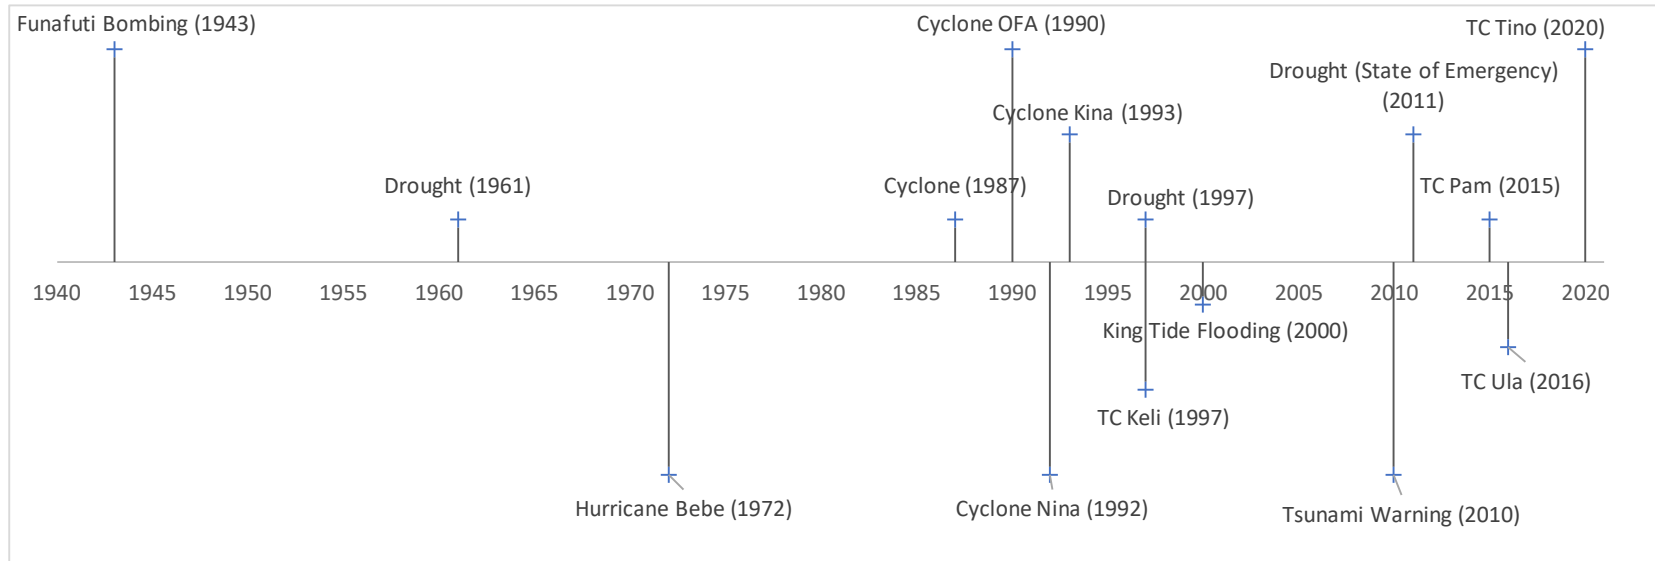 Funafuti Bombing (1943)
Cyclone OFA (1990)
TC Tino (2020)
Drought (State of Emergency)
(2011)
Cyclone Kina (1993)
Drought (1961)
Cyclone (1987)
Drought (1997)
TC Pam (2015)
1940 1945 1950 1955 1960 1965 1970 1975 1980 1985 1990 1995 2000 2005 2010 2015 2020
King Tide Flooding (2000)
TC Ula (2016)
TC Keli (1997)
Hurricane Bebe (1972)
Cyclone Nina (1992)
Tsunami Warning (2010)